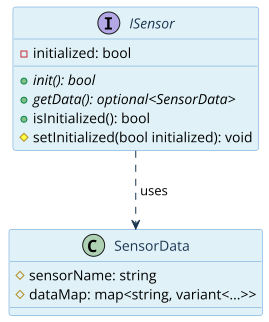 I ISensor
initialized: bool
init(): bool
getData(): optional<SensorData>
isInitialized(): bool
setInitialized(bool initialized): void
uses
C SensorData
sensorName: string
dataMap: map<string, variant<...>>